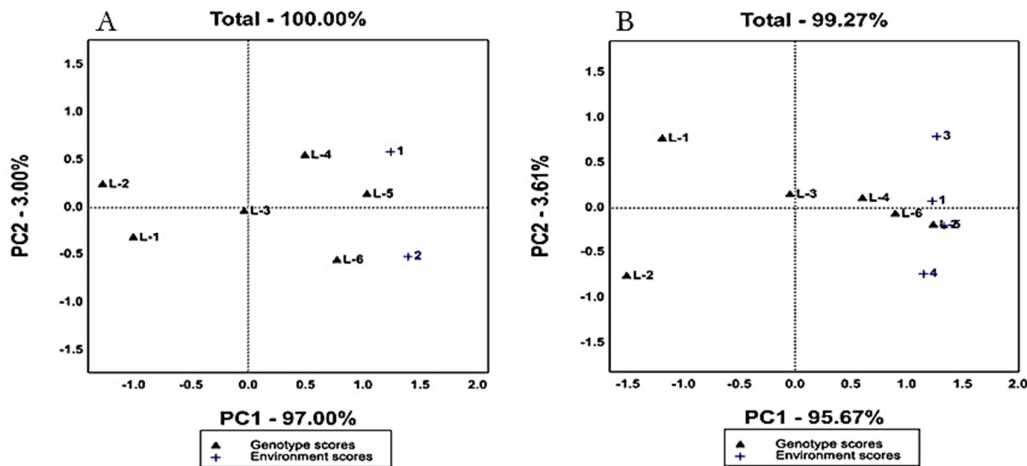 A
Total - 100.00%
PC2 - 3.00%
1.5
1.0
0.5
0.0
-0.5
-1.0
-1.5
L-4
1
L-2
L-5
L-3
L-1
L-6
2
-1.0
-0.5
0.0
0.5
1.0
1.5
2.0
PC1 - 97.00%
Genotype scores
Environment scores
B
Total - 99.27%
PC2 - 3.61%
1.5
1.0
0.5
0.0
-0.5
-1.0
-1.5
L-1
3
L-3
L-4
1
L-6
L-5
2
L-2
4
-1.5
-1.0
-0.5
0.0
0.5
1.0
1.5
2.0
PC1 - 95.67%
Genotype scores
Environment scores